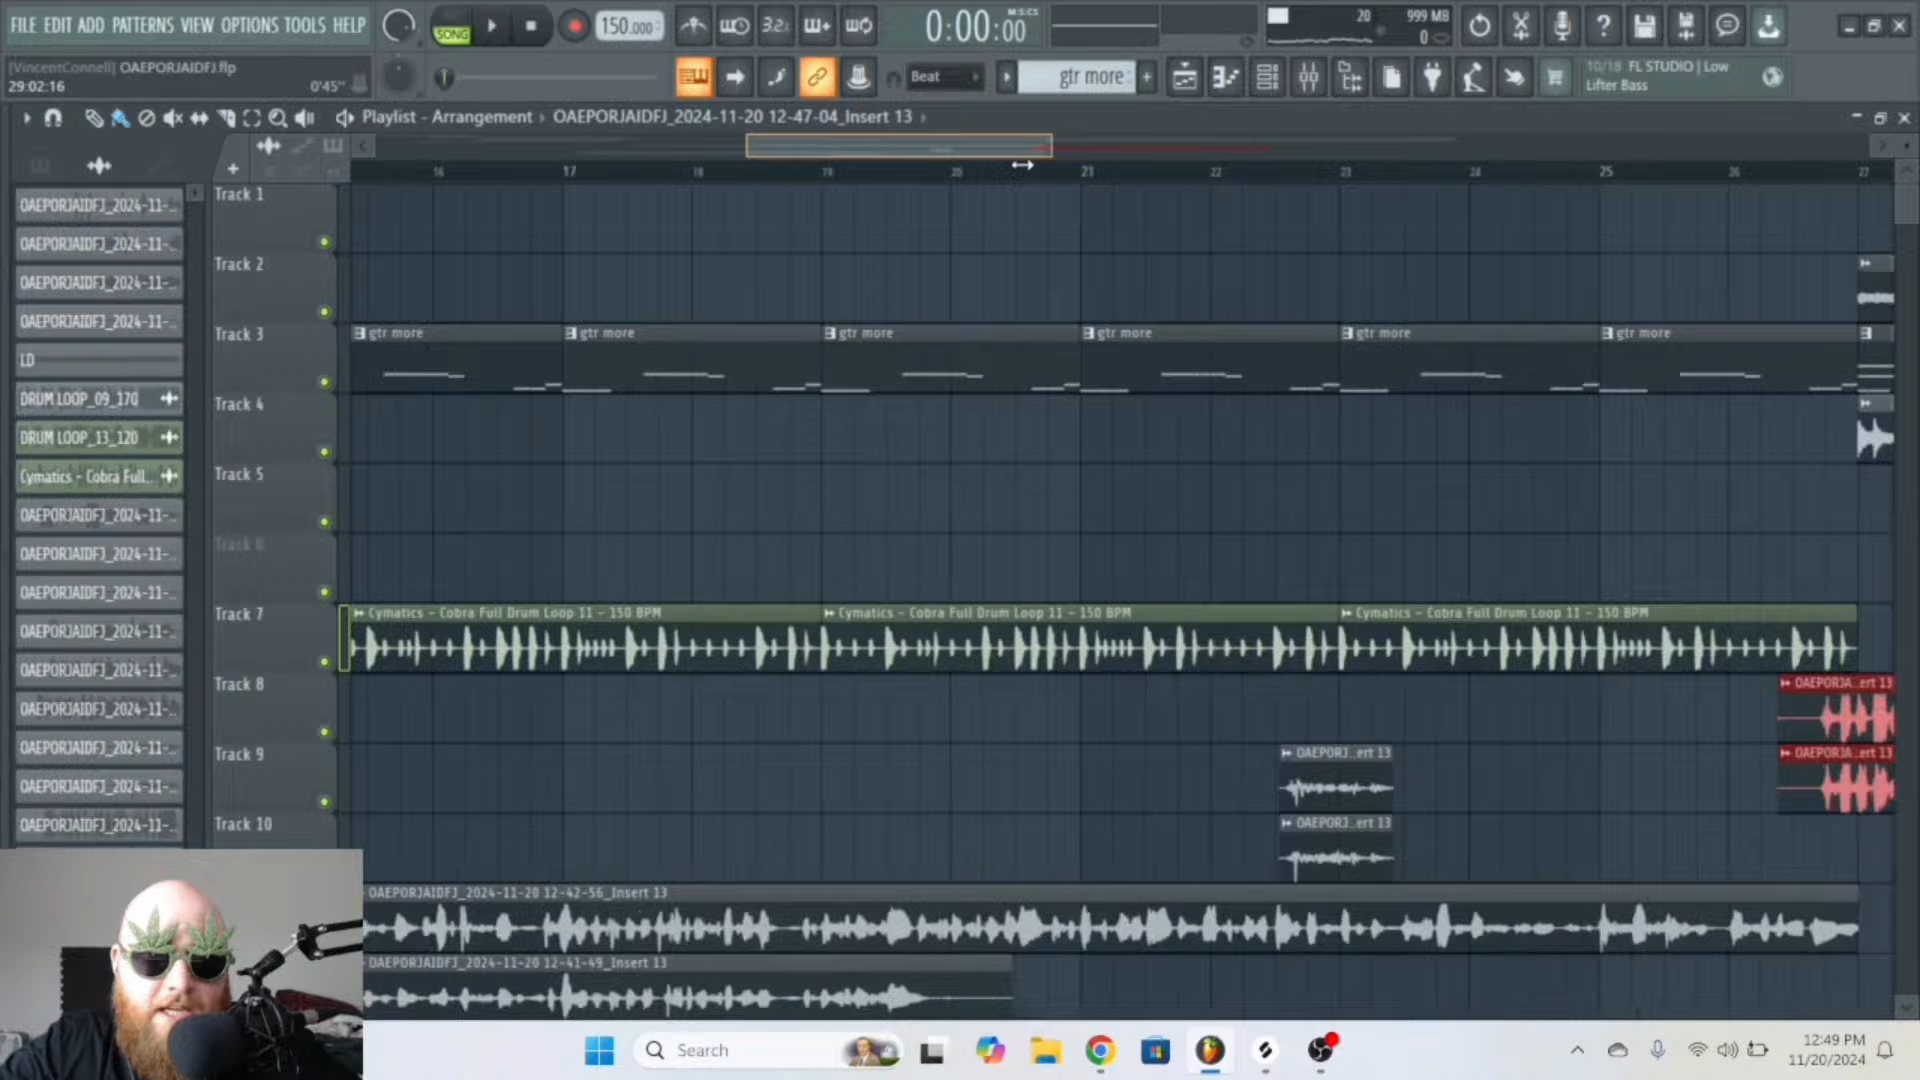 FILE EDIT ADD PATTERNS VIEW OPTIONS TOOLS HELP
SONG
150.000
3.2.
0:00:00
M:S:CS
20
999 MB
0
[VincentConnell] OAEPORJAIDFJ.flp
29:02:16
0'45"
Beat
gtr more
10/18 FL STUDIO | Low
Lifter Bass
Playlist - Arrangement › OAEPORJAIDFJ_2024-11-20 12-47-04_Insert 13 ›
16 17 18 19 20 21 22 23 24 25 26 27
OAEPORJAIDFJ_2024-11-..
OAEPORJAIDFJ_2024-11-..
OAEPORJAIDFJ_2024-11-..
OAEPORJAIDFJ_2024-11-..
LD
DRUM LOOP_09_170
DRUM LOOP_13_120
Cymatics - Cobra Full..
OAEPORJAIDFJ_2024-11-..
OAEPORJAIDFJ_2024-11-..
OAEPORJAIDFJ_2024-11-..
OAEPORJAIDFJ_2024-11-..
OAEPORJAIDFJ_2024-11-..
OAEPORJAIDFJ_2024-11-..
OAEPORJAIDFJ_2024-11-..
OAEPORJAIDFJ_2024-11-..
OAEPORJAIDFJ_2024-11-..
Track 1
Track 2
Track 3
gtr more gtr more gtr more gtr more gtr more gtr more
Track 4
Track 5
Track 6
Track 7
Cymatics - Cobra Full Drum Loop 11 - 150 BPM Cymatics - Cobra Full Drum Loop 11 - 150 BPM Cymatics - Cobra Full Drum Loop 11 - 150 BPM
Track 8
OAEPORJA..ert 13
Track 9
OAEPORJ..ert 13
OAEPORJA..ert 13
Track 10
OAEPORJ..ert 13
OAEPORJAIDFJ_2024-11-20 12-42-56_Insert 13
OAEPORJAIDFJ_2024-11-20 12-41-49_Insert 13
Search
12:49 PM
11/20/2024